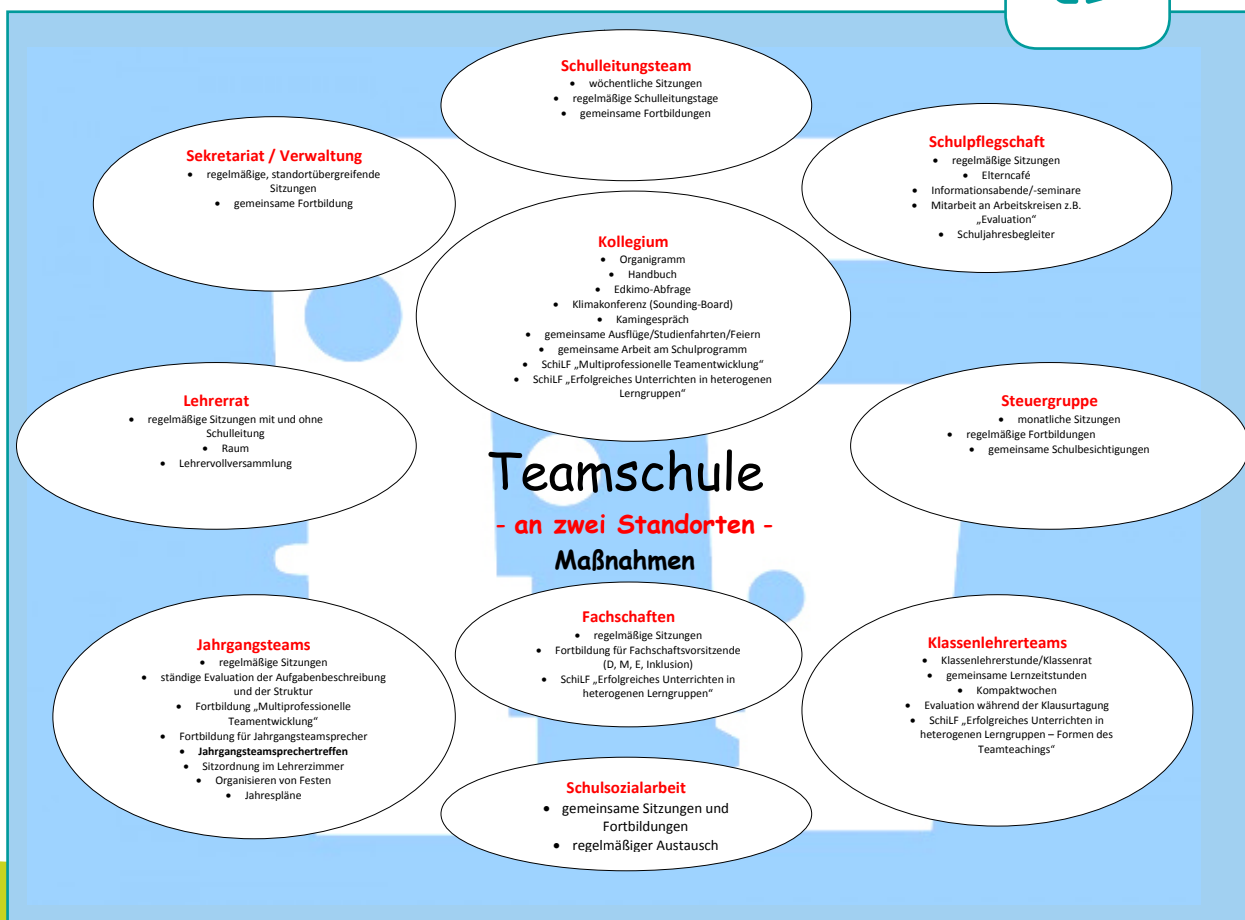 Schulleitungsteam
• wöchentliche Sitzungen
• regelmäßige Schulleitungstage
• gemeinsame Fortbildungen
Sekretariat / Verwaltung
• regelmäßige, standortübergreifende
Sitzungen
• gemeinsame Fortbildung
Schulpflegschaft
• regelmäßige Sitzungen
• Elterncafé
• Informationsabende/-seminare
• Mitarbeit an Arbeitskreisen z.B.
„Evaluation“
• Schuljahresbegleiter
Kollegium
• Organigramm
• Handbuch
• Edkimo-Abfrage
• Klimakonferenz (Sounding-Board)
• Kamingespräch
• gemeinsame Ausflüge/Studienfahrten/Feiern
• gemeinsame Arbeit am Schulprogramm
• SchiLF „Multiprofessionelle Teamentwicklung"
• SchiLF „Erfolgreiches Unterrichten in heterogenen
Lerngruppen“
Lehrerrat
• regelmäßige Sitzungen mit und ohne
Schulleitung
• Raum
• Lehrervollversammlung
Steuergruppe
• monatliche Sitzungen
• regelmäßige Fortbildungen
• gemeinsame Schulbesichtigungen
Teamschule
- an zwei Standorten -
Maßnahmen
Jahrgangsteams
• regelmäßige Sitzungen
• ständige Evaluation der Aufgabenbeschreibung
und der Struktur
• Fortbildung „Multiprofessionelle
Teamentwicklung“
• Fortbildung für Jahrgangsteamsprecher
• Jahrgangsteamsprechertreffen
• Sitzordnung im Lehrerzimmer
• Organisieren von Festen
• Jahrespläne
Fachschaften
• regelmäßige Sitzungen
• Fortbildung für Fachschaftsvorsitzende
(D, M, E, Inklusion)
• SchiLF „Erfolgreiches Unterrichten in
heterogenen Lerngruppen“
Klassenlehrerteams
• Klassenlehrerstunde/Klassenrat
• gemeinsame Lernzeitstunden
• Kompaktwochen
• Evaluation während der Klausurtagung
• SchiLF „Erfolgreiches Unterrichten in
heterogenen Lerngruppen – Formen des
Teamteachings“
Schulsozialarbeit
• gemeinsame Sitzungen und
Fortbildungen
• regelmäßiger Austausch